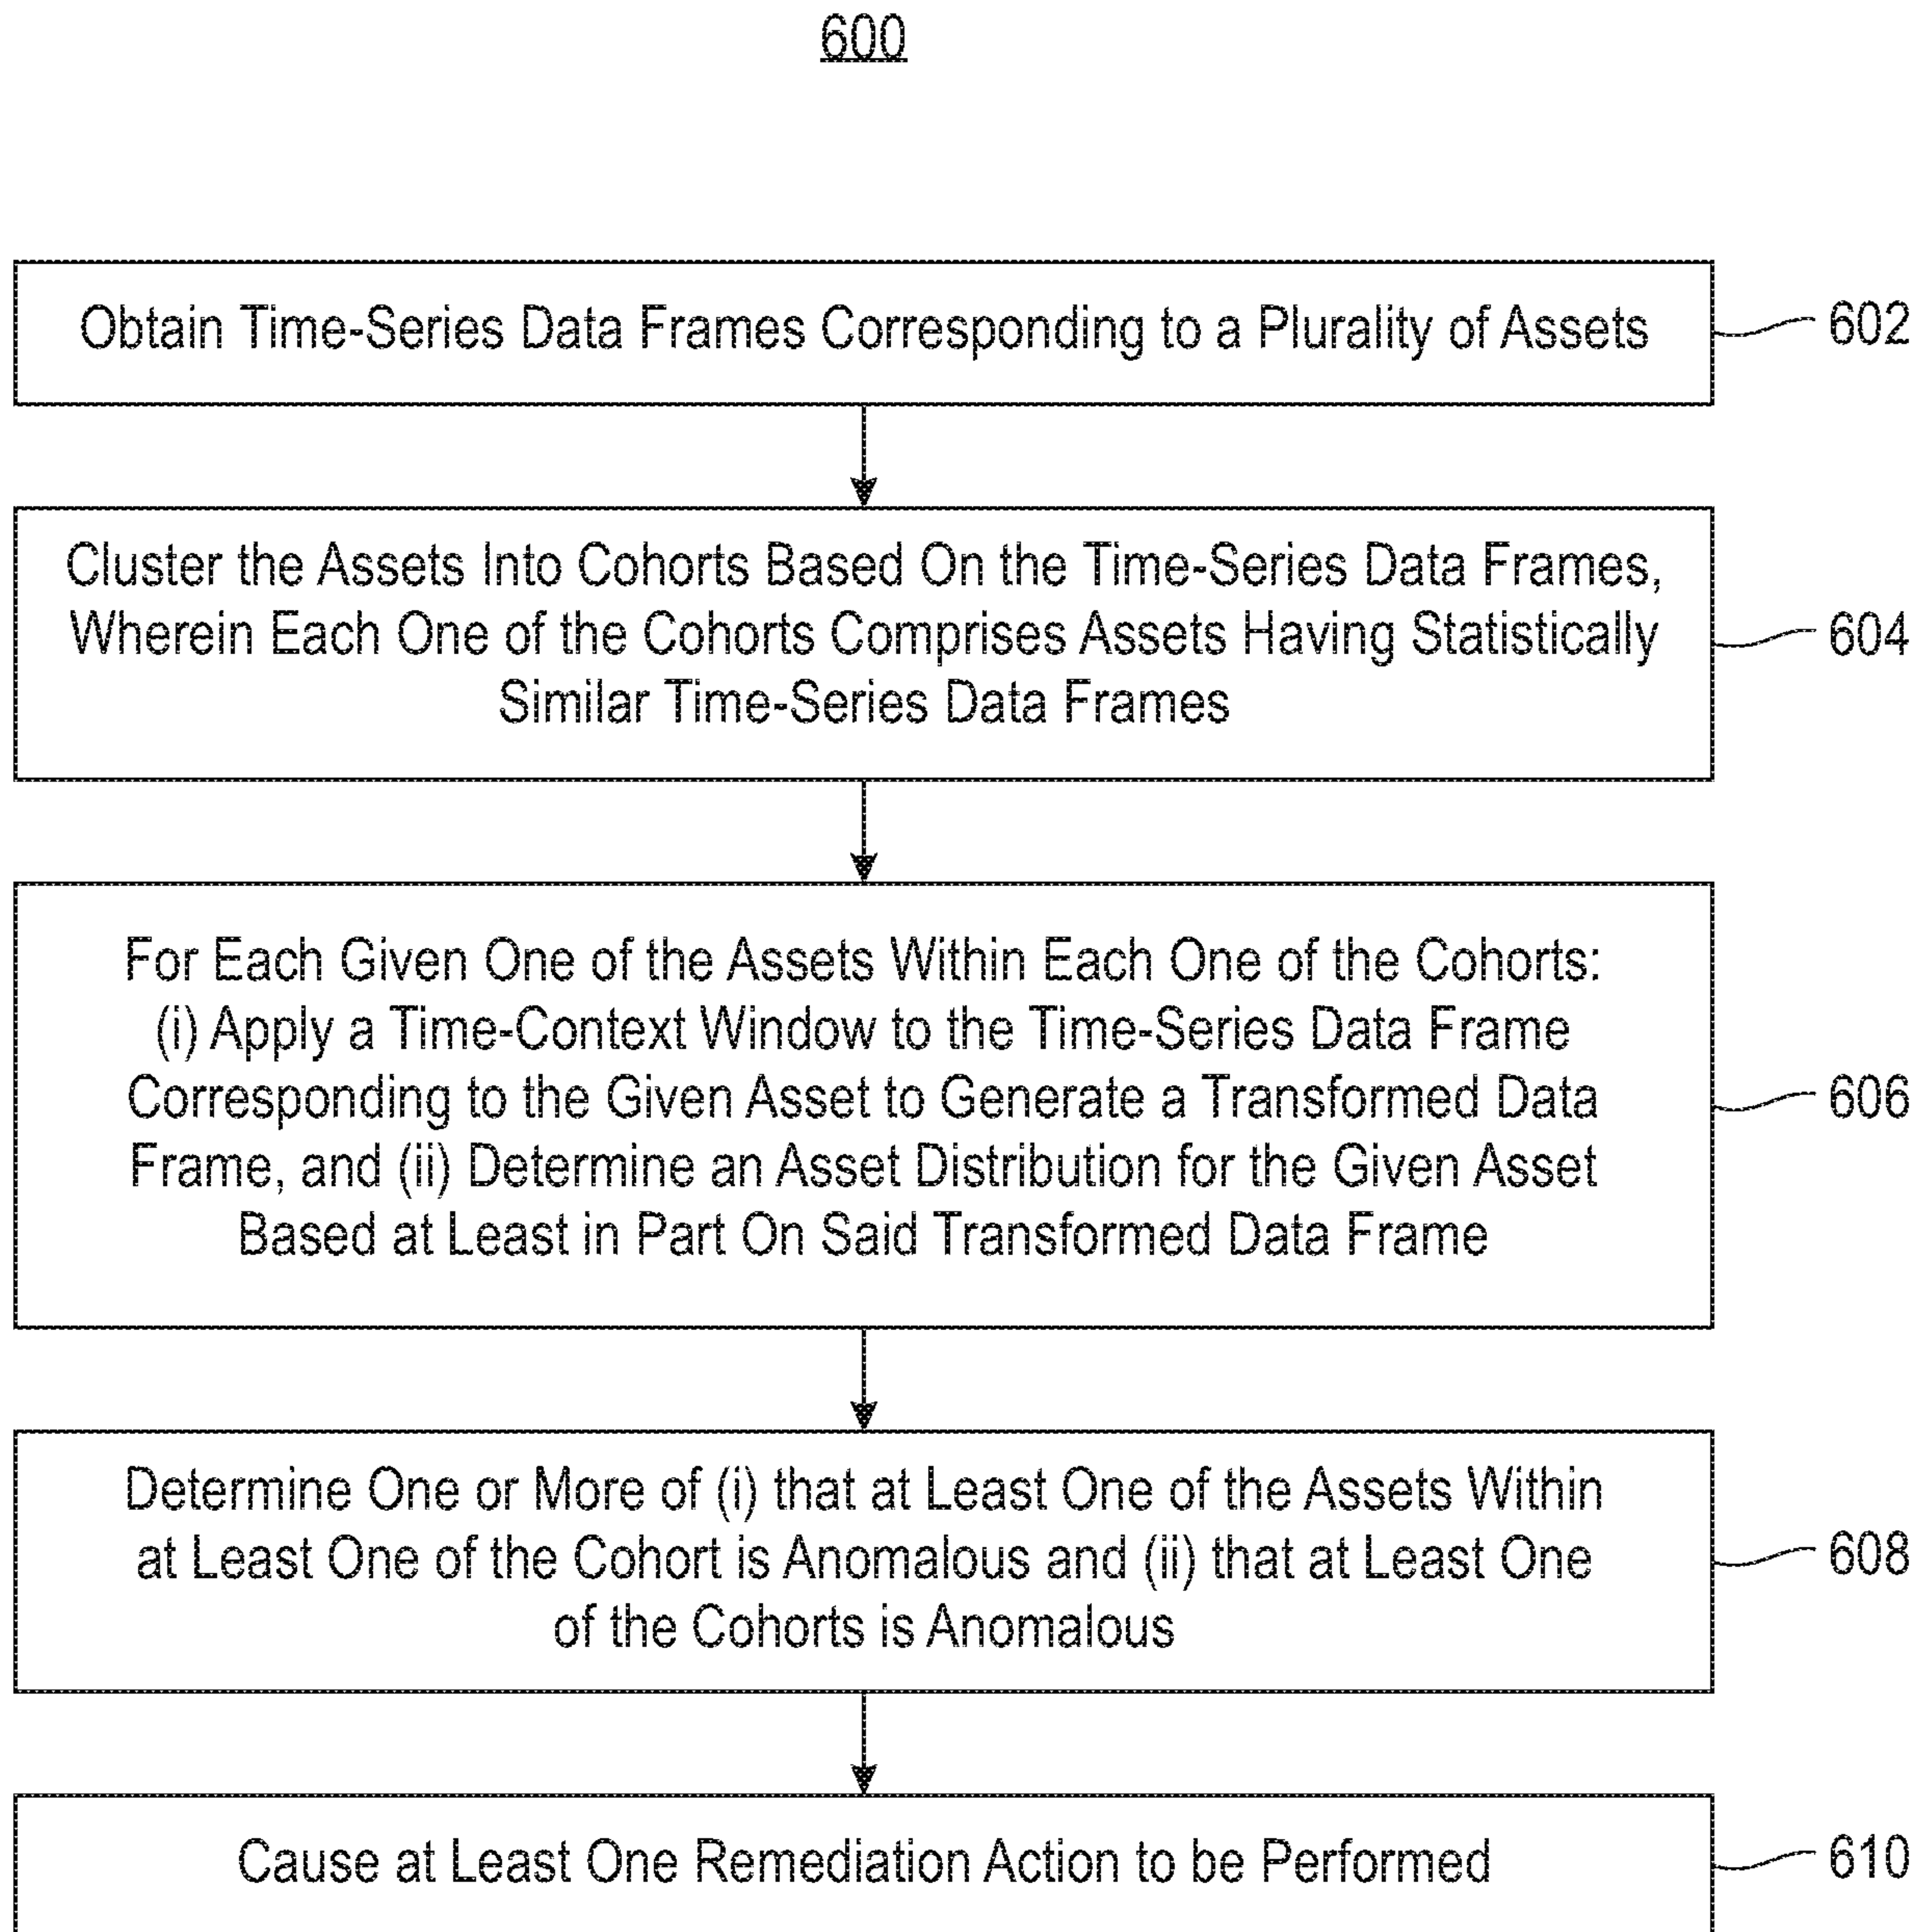 600
Obtain Time-Series Data Frames Corresponding to a Plurality of Assets
602
Cluster the Assets Into Cohorts Based On the Time-Series Data Frames,
Wherein Each One of the Cohorts Comprises Assets Having Statistically
Similar Time-Series Data Frames
604
For Each Given One of the Assets Within Each One of the Cohorts:
(i) Apply a Time-Context Window to the Time-Series Data Frame
Corresponding to the Given Asset to Generate a Transformed Data
Frame, and (ii) Determine an Asset Distribution for the Given Asset
Based at Least in Part On Said Transformed Data Frame
606
Determine One or More of (i) that at Least One of the Assets Within
at Least One of the Cohort is Anomalous and (ii) that at Least One
of the Cohorts is Anomalous
608
Cause at Least One Remediation Action to be Performed
610